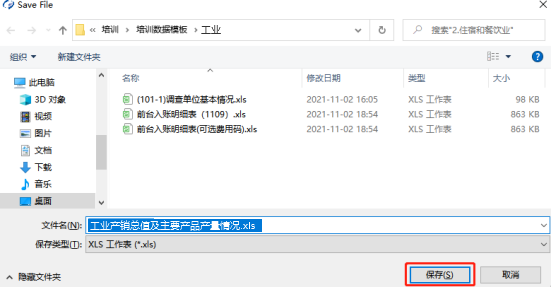 Save File
« 培训 › 培训数据模板 › 工业
搜索"2.住宿和餐饮业"
组织 新建文件夹
名称 修改日期 类型 大小
此电脑
3D 对象
视频
图片
文档
下载
音乐
桌面
(101-1)调查单位基本情况.xls 2021-11-02 16:05 XLS 工作表 98 KB
前台入账明细表（1109）.xls 2021-11-02 18:54 XLS 工作表 863 KB
前台入账明细表(可选费用码).xls 2021-11-02 18:54 XLS 工作表 863 KB
文件名(N): 工业产销总值及主要产品产量情况.xls
保存类型(T): XLS 工作表 (*.xls)
隐藏文件夹 保存(S) 取消